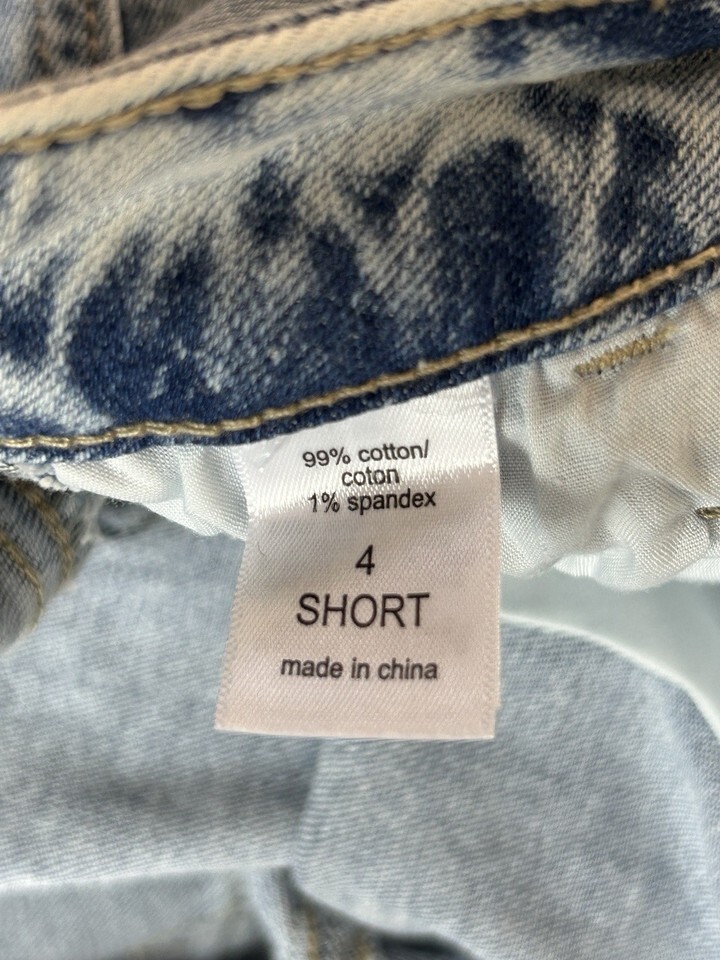 99% cotton/
coton
1% spandex
4
SHORT
made in china